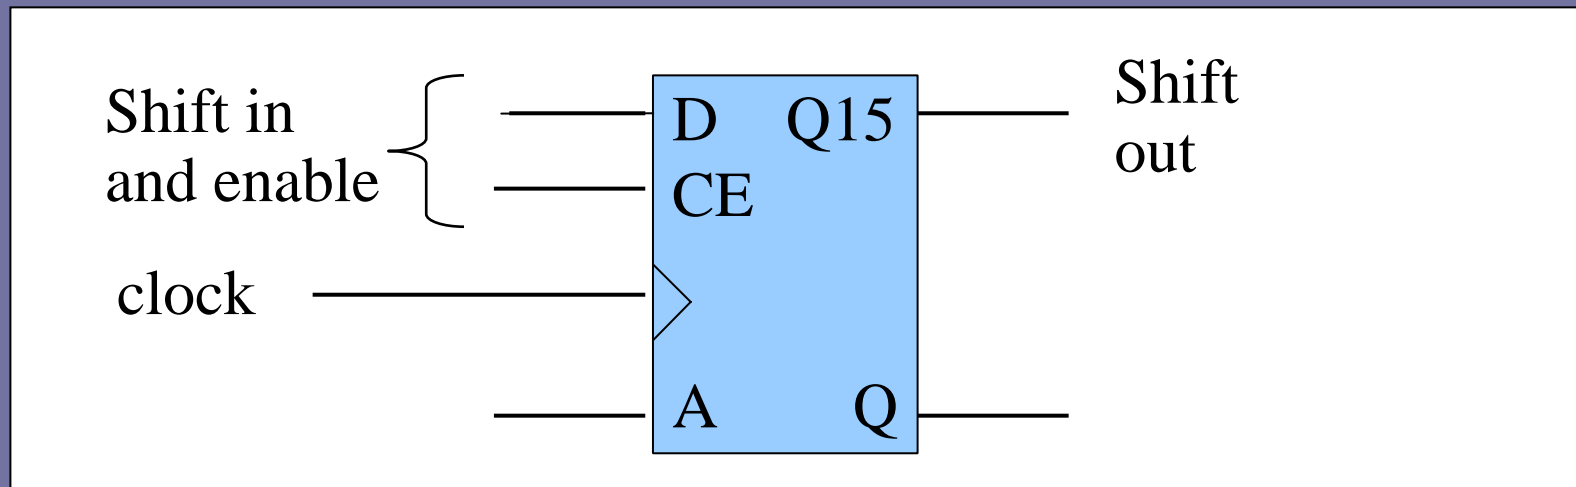 Shift in
and enable
clock
D
CE
A
Q15
Q
Shift
out